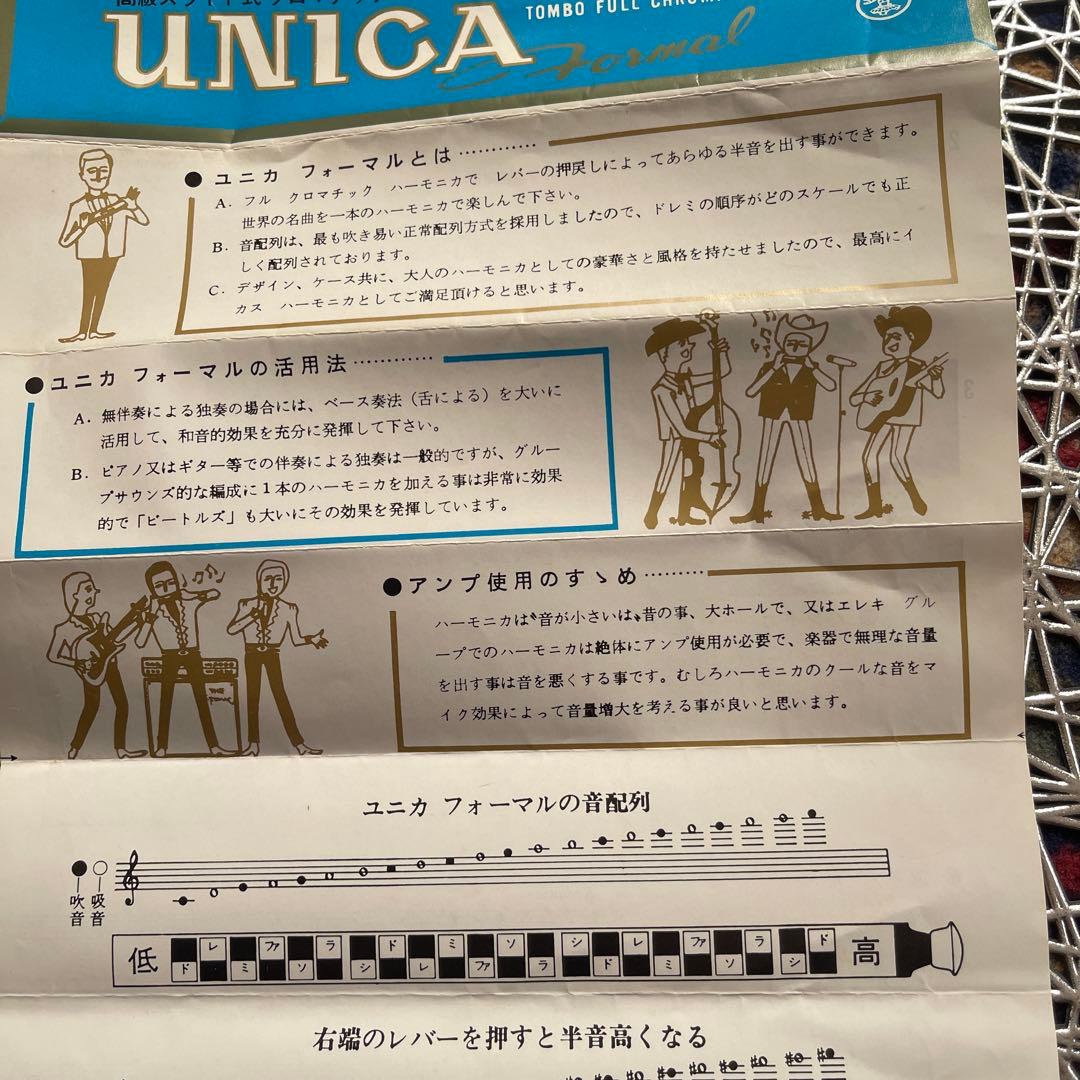 UNICA
TOMBO FULL
Formal
● ユニカ フォーマルとは…………
A. フル クロマチック ハーモニカで レバーの押戻しによってあらゆる半音を出す事ができます。
世界の名曲を一本のハーモニカで楽しんで下さい。
B. 音配列は、最も吹き易い正常配列方式を採用しましたので、ドレミの順序がどのスケールでも正
しく配列されております。
C. デザイン、ケース共に、大人のハーモニカとしての豪華さと風格を持たせましたので、最高にイ
カス ハーモニカとしてご満足頂けると思います。
● ユニカ フォーマルの活用法…………
A. 無伴奏による独奏の場合には、ベース奏法（舌による）を大いに
活用して、和音的効果を充分に発揮して下さい。
B. ピアノ又はギター等での伴奏による独奏は一般的ですが、グルー
プサウンズ的な編成に1本のハーモニカを加える事は非常に効果
的で「ビートルズ」も大いにその効果を発揮しています。
● アンプ使用のすゝめ………
ハーモニカは〝音が小さいは〟昔の事、大ホールで、又はエレキ グル
ープでのハーモニカは絶体にアンプ使用が必要で、楽器で無理な音量
を出す事は音を悪くする事です。むしろハーモニカのクールな音をマ
イク効果によって音量増大を考える事が良いと思います。
ユニカ フォーマルの音配列
吹音 吸音
低 レ ファ ラ ド ミ ソ シ レ ファ ラ ド 高
ド ミ ソ シ レ ファ ラ ド ミ ソ シ
右端のレバーを押すと半音高くなる